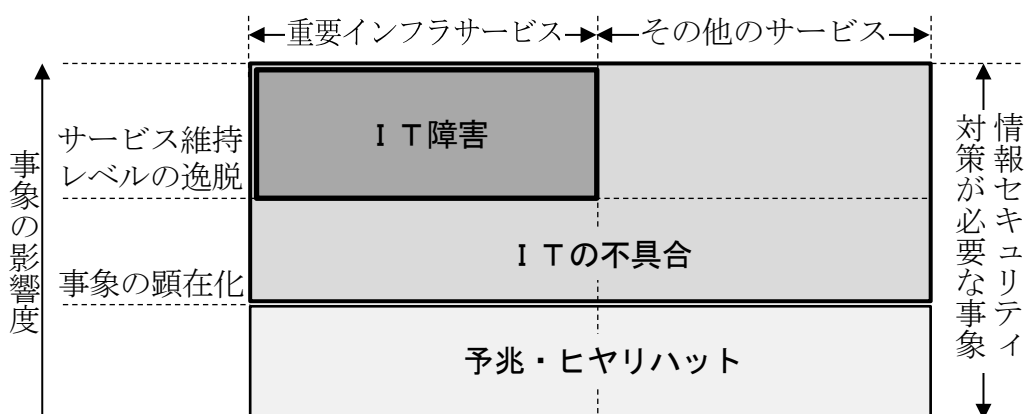 重要インフラサービス
その他のサービス
サービス維持
レベルの逸脱
事象の顕在化
事象の影響度
ＩＴ障害
ＩＴの不具合
予兆・ヒヤリハット
情報セキュリティ
対策が必要な事象